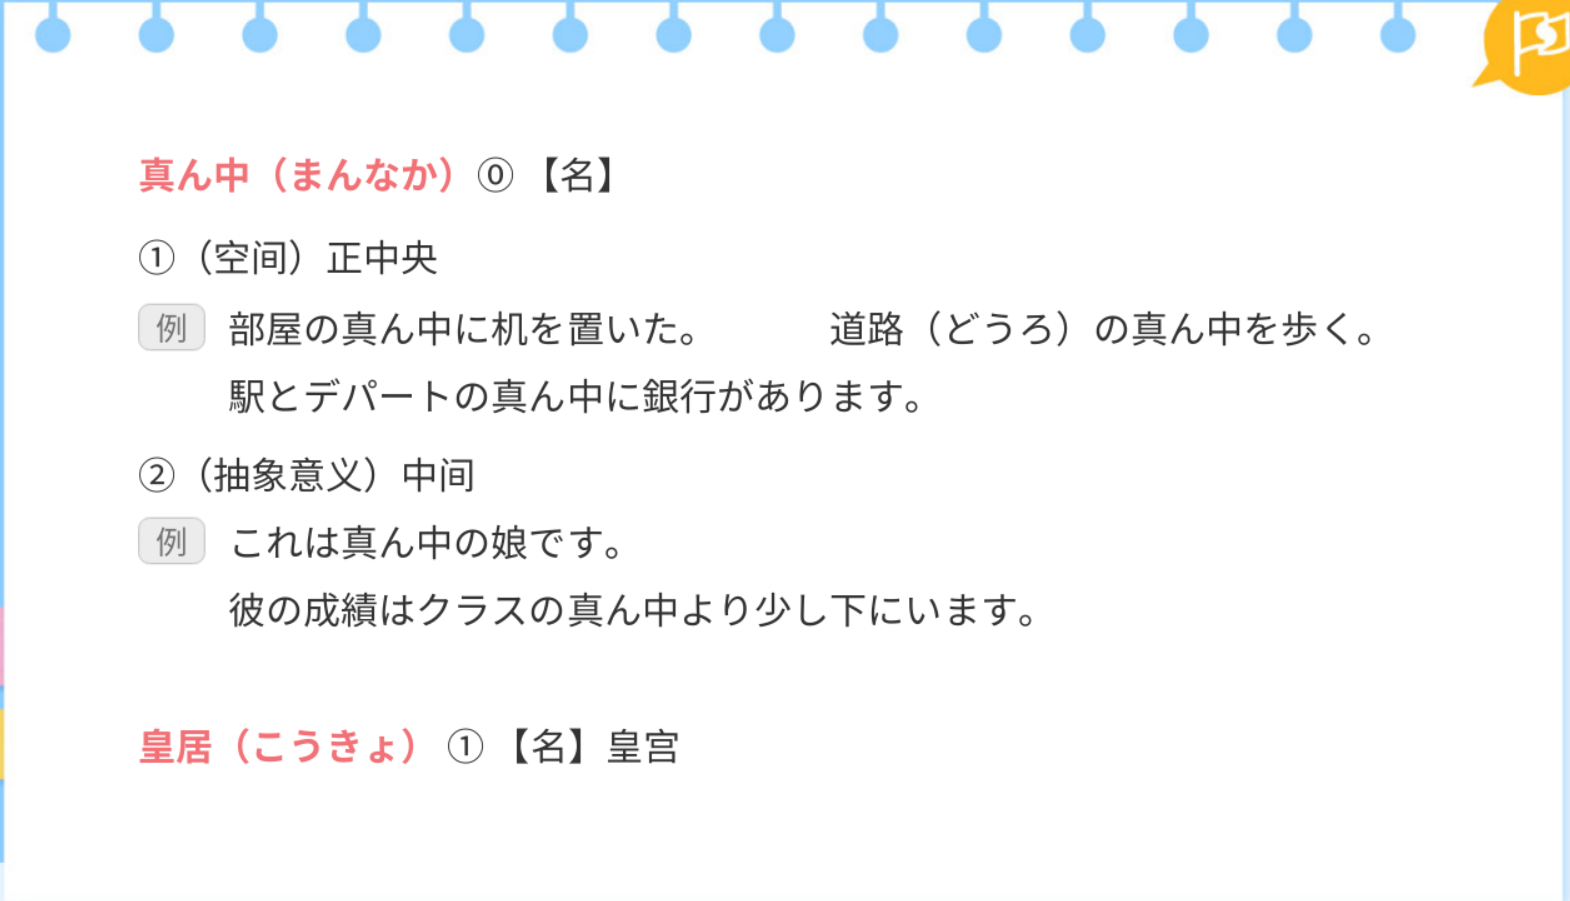 真ん中（まんなか）⓪【名】
①（空间）正中央
例 部屋の真ん中に机を置いた。 道路（どうろ）の真ん中を歩く。
駅とデパートの真ん中に銀行があります。
②（抽象意义）中间
例 これは真ん中の娘です。
彼の成績はクラスの真ん中より少し下にいます。
皇居（こうきょ）①【名】皇宫